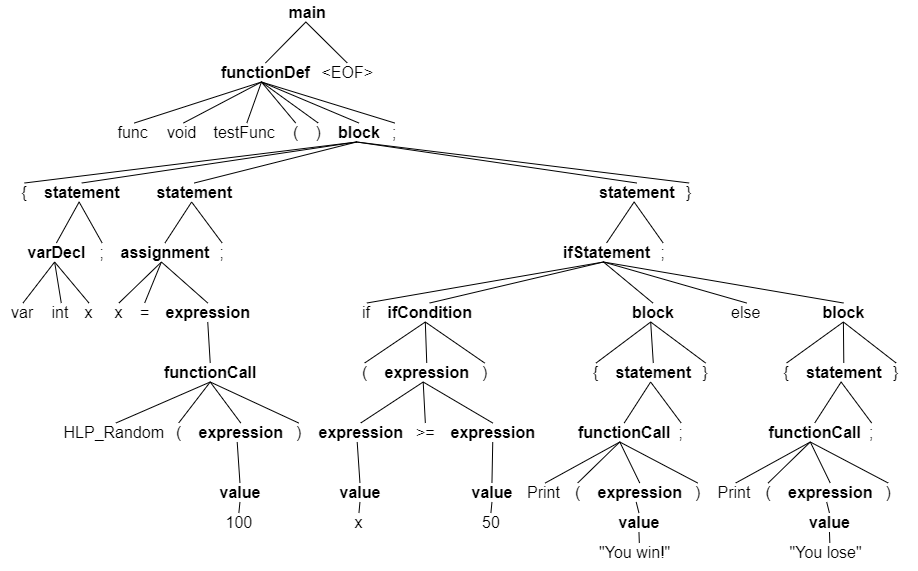 main
functionDef <EOF>
func void testFunc ( ) block ;
{ statement statement statement }
varDecl ; assignment ; ifStatement ;
var int x x = expression if ifCondition block else block
functionCall ( expression ) { statement } { statement }
HLP_Random ( expression ) expression >= expression functionCall ; functionCall ;
value value value Print ( expression ) Print ( expression )
100 x 50 value value
"You win!" "You lose"